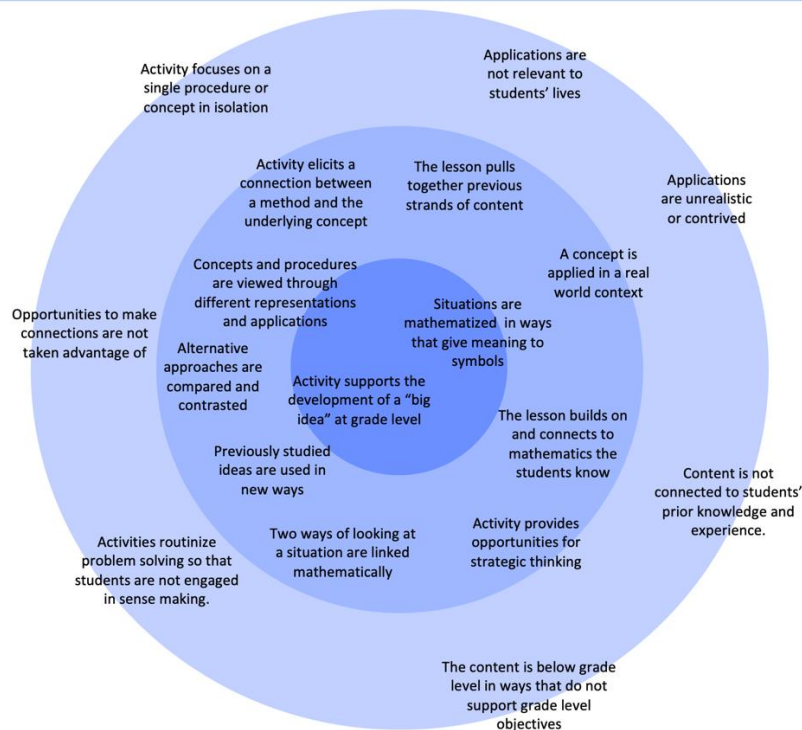 Activity focuses on a
single procedure or
concept in isolation
Applications are
not relevant to
students' lives
Activity elicits a
connection between
a method and the
underlying concept
The lesson pulls
together previous
strands of content
Applications
are unrealistic
or contrived
Concepts and procedures
are viewed through
different representations
and applications
A concept is
applied in a real
world context
Situations are
mathematized in ways
that give meaning to
symbols
Opportunities to make
connections are not
taken advantage of
Alternative
approaches are
compared and
contrasted
Activity supports the
development of a "big
idea" at grade level
The lesson builds on
and connects to
mathematics the
students know
Previously studied
ideas are used in
new ways
Content is not
connected to students'
prior knowledge and
experience.
Activities routinize
problem solving so that
students are not engaged
in sense making.
Two ways of looking at
a situation are linked
mathematically
Activity provides
opportunities for
strategic thinking
The content is below grade
level in ways that do not
support grade level
objectives